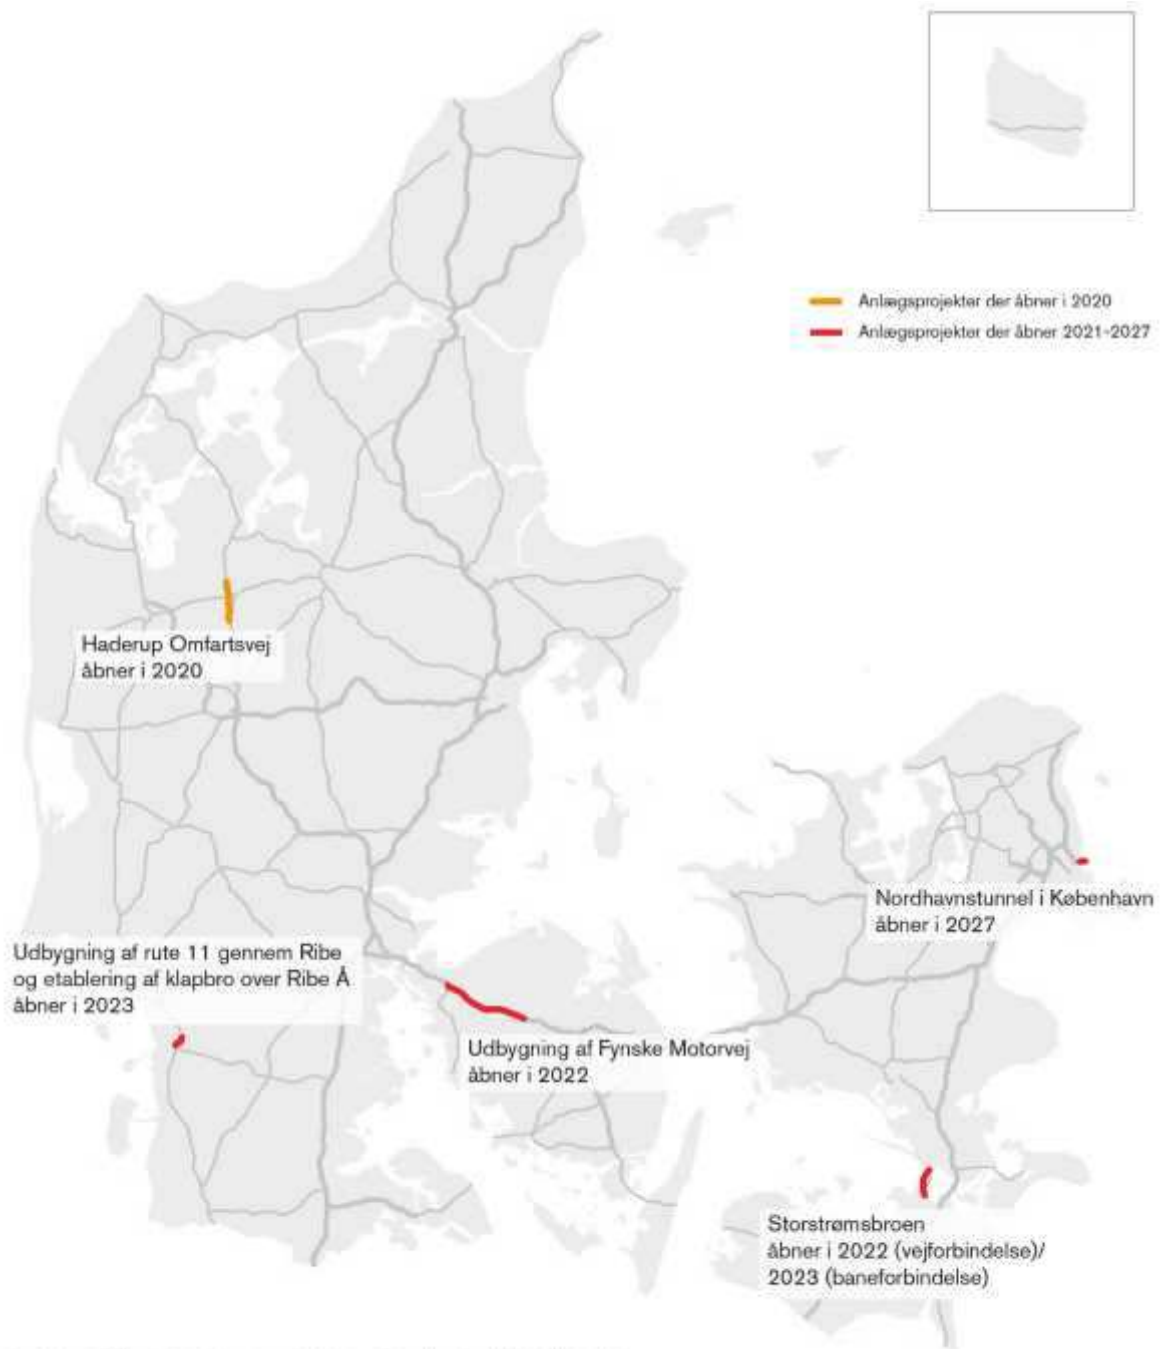 Anlægsprojekter der åbner i 2020
Anlægsprojekter der åbner 2021-2027
Haderup Omfartsvej
åbner i 2020
Nordhavnstunnel i København
åbner i 2027
Udbygning af rute 11 gennem Ribe
og etablering af klapbro over Ribe Å
åbner i 2023
Udbygning af Fynske Motorvej
åbner i 2022
Storstrømsbroen
åbner i 2022 (vejforbindelse)/
2023 (baneforbindelse)